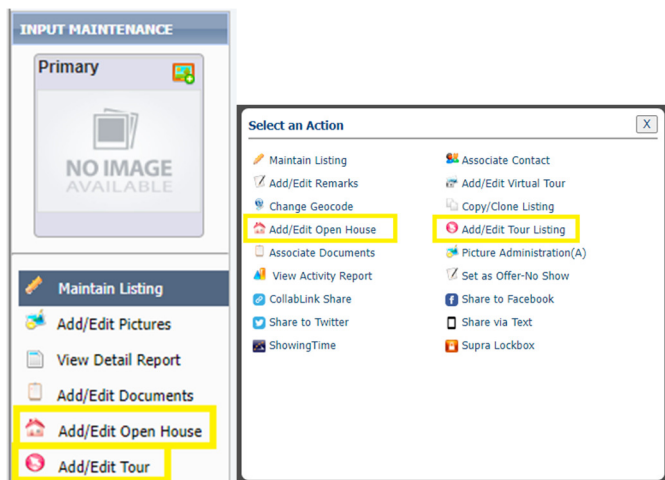 INPUT MAINTENANCE
Primary
NO IMAGE
AVAILABLE
Maintain Listing
Add/Edit Pictures
View Detail Report
Add/Edit Documents
Add/Edit Open House
Add/Edit Tour
Select an Action
X
Maintain Listing
Add/Edit Remarks
Change Geocode
Add/Edit Open House
Associate Documents
View Activity Report
CollabLink Share
Share to Twitter
ShowingTime
Associate Contact
Add/Edit Virtual Tour
Copy/Clone Listing
Add/Edit Tour Listing
Picture Administration(A)
Set as Offer-No Show
Share to Facebook
Share via Text
Supra Lockbox